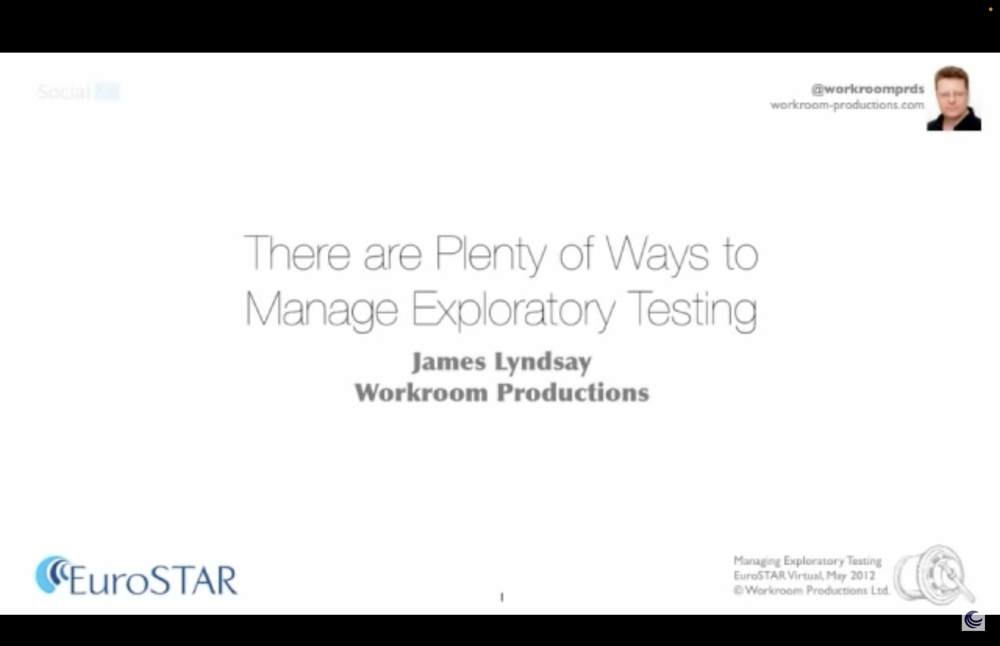 Social
@workroomprds
workroom-productions.com
There are Plenty of Ways to
Manage Exploratory Testing
James Lyndsay
Workroom Productions
EuroSTAR
1
Managing Exploratory Testing
EuroSTAR Virtual, May 2012
© Workroom Productions Ltd.